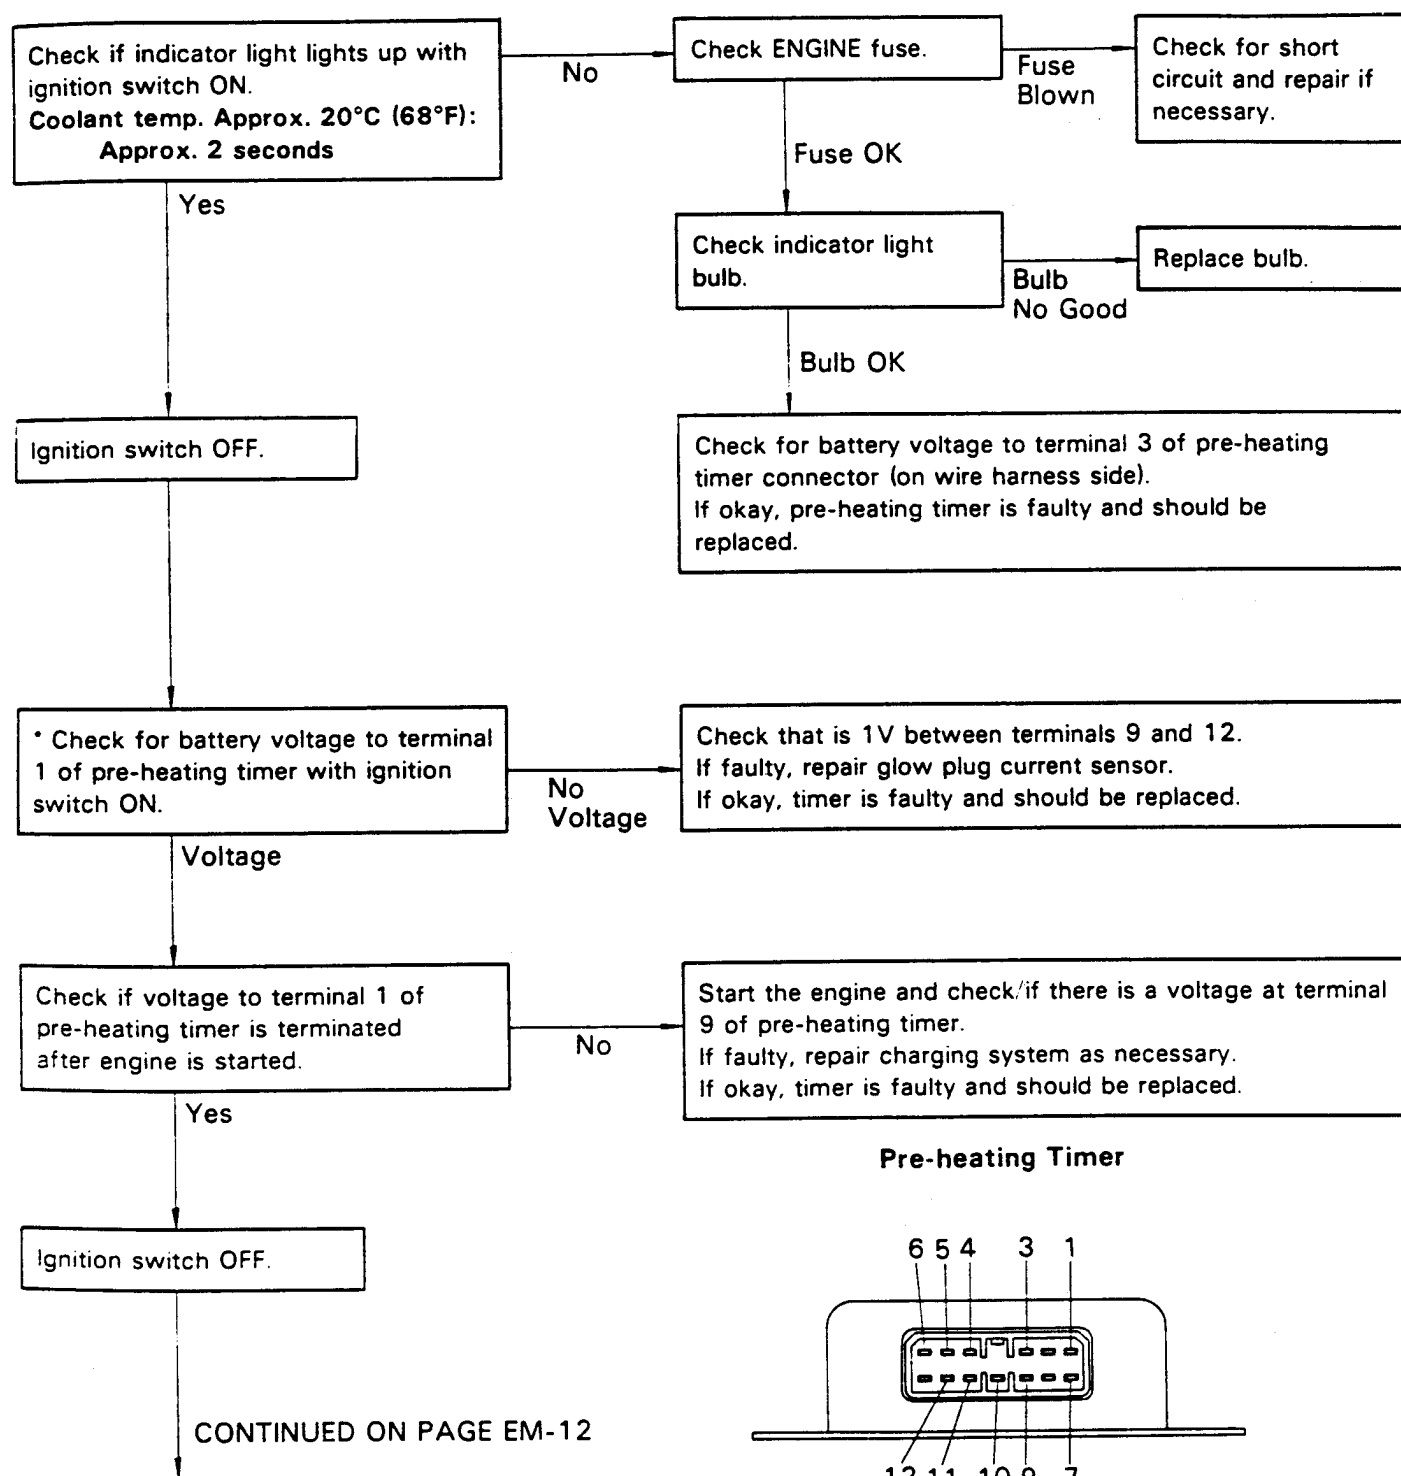 Check if indicator light lights up with
ignition switch ON.
Coolant temp. Approx. 20°C (68°F):
Approx. 2 seconds
No
Check ENGINE fuse.
Fuse
Blown
Check for short
circuit and repair if
necessary.
Fuse OK
Yes
Check indicator light
bulb.
Bulb
No Good
Replace bulb.
Bulb OK
Ignition switch OFF.
Check for battery voltage to terminal 3 of pre-heating
timer connector (on wire harness side).
If okay, pre-heating timer is faulty and should be
replaced.
* Check for battery voltage to terminal
1 of pre-heating timer with ignition
switch ON.
No
Voltage
Check that is 1V between terminals 9 and 12.
If faulty, repair glow plug current sensor.
If okay, timer is faulty and should be replaced.
Voltage
Check if voltage to terminal 1 of
pre-heating timer is terminated
after engine is started.
No
Start the engine and check/if there is a voltage at terminal
9 of pre-heating timer.
If faulty, repair charging system as necessary.
If okay, timer is faulty and should be replaced.
Yes
Pre-heating Timer
Ignition switch OFF.
6 5 4 3 1
CONTINUED ON PAGE EM-12
12 11 10 9 7